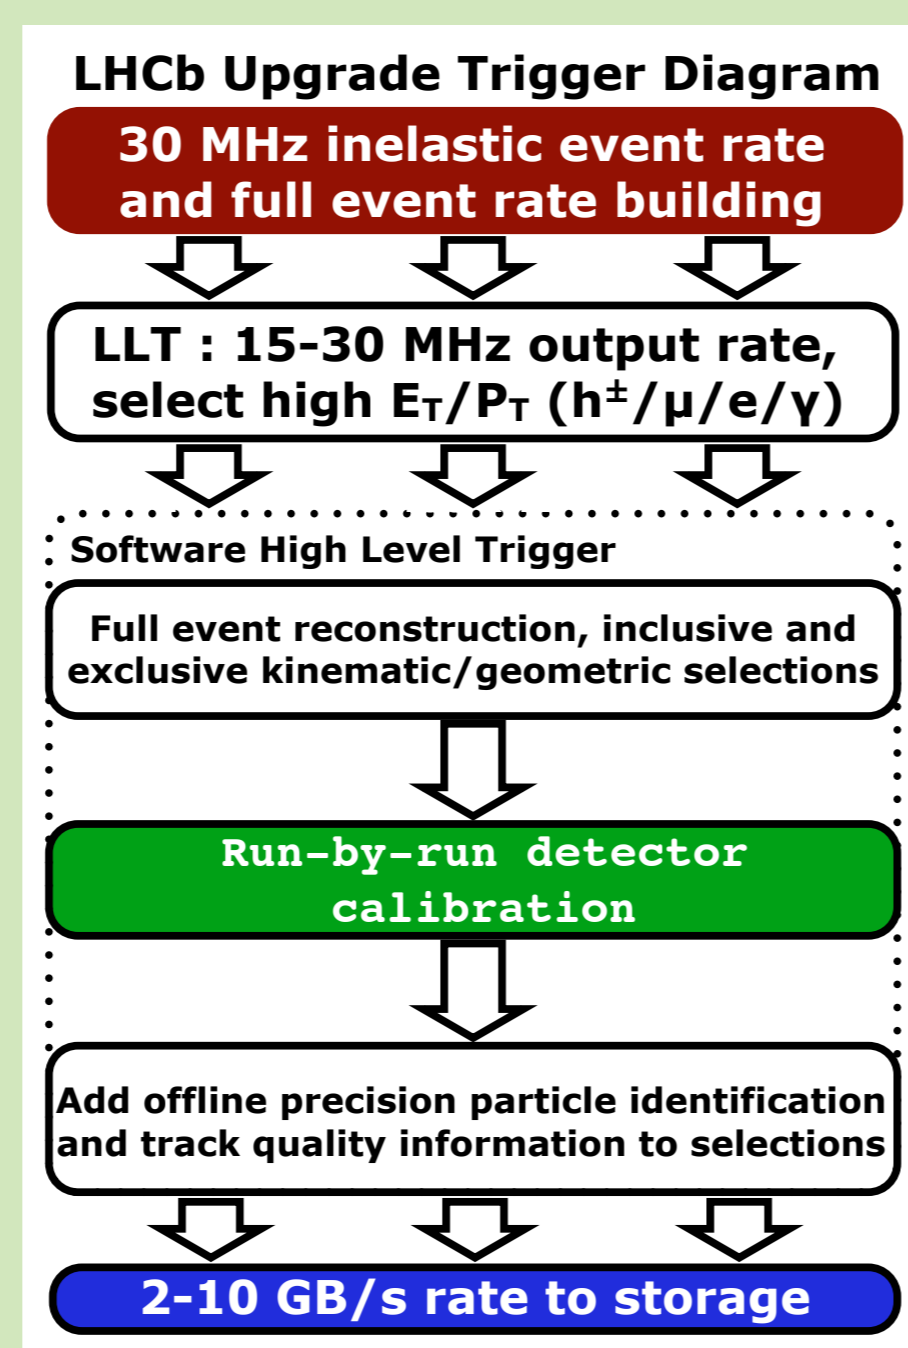 LHCb Upgrade Trigger Diagram
30 MHz inelastic event rate
and full event rate building
LLT : 15-30 MHz output rate,
select high E_T/P_T (h^±/μ/e/γ)
Software High Level Trigger
Full event reconstruction, inclusive and
exclusive kinematic/geometric selections
Run-by-run detector
calibration
Add offline precision particle identification
and track quality information to selections
2-10 GB/s rate to storage